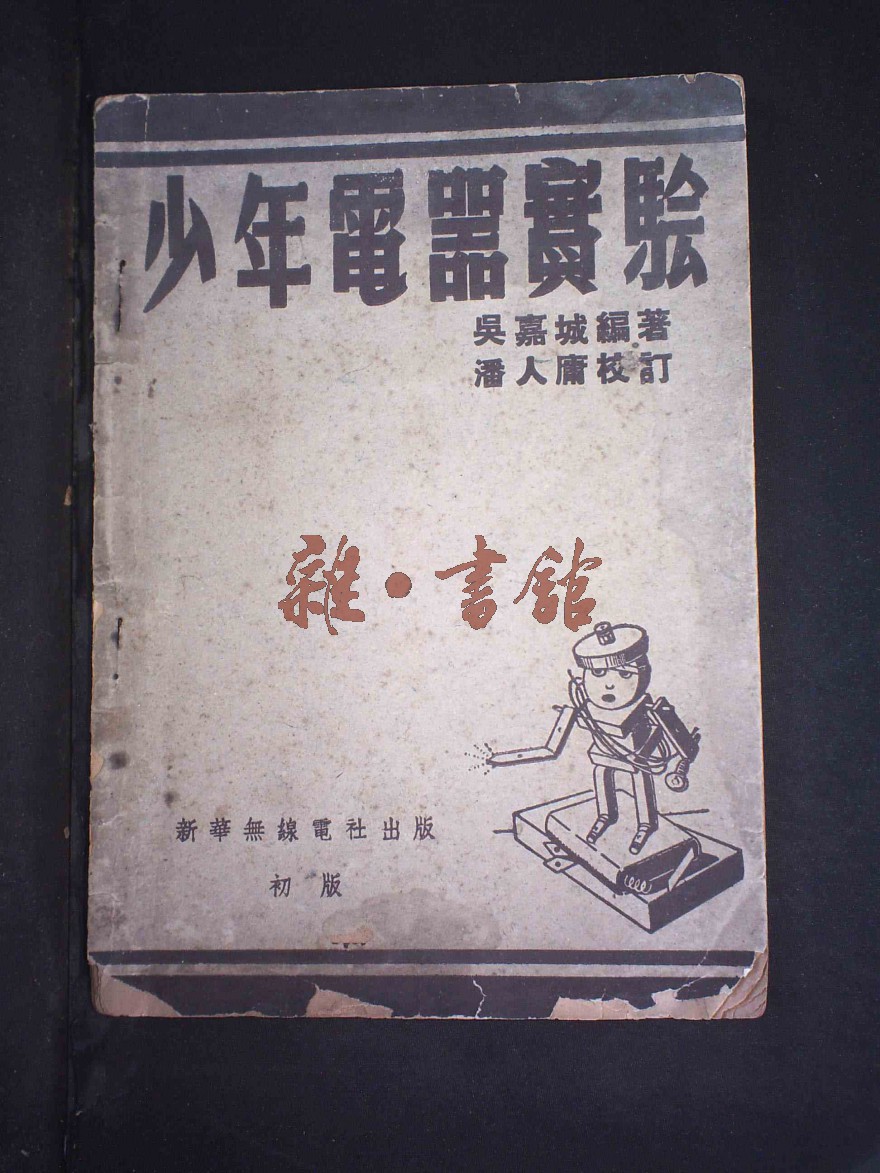 少年電器實騐
吳嘉城編著
潘人庸校訂
雜·書館
新華無線電社出版
初版